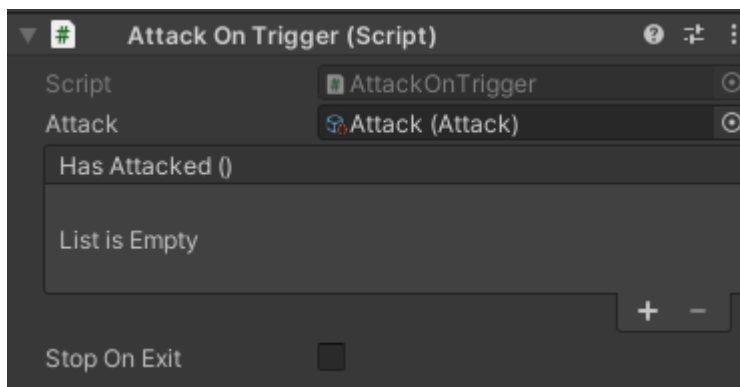 Attack On Trigger (Script)
Script AttackOnTrigger
Attack Attack (Attack)
Has Attacked ()
List is Empty
Stop On Exit